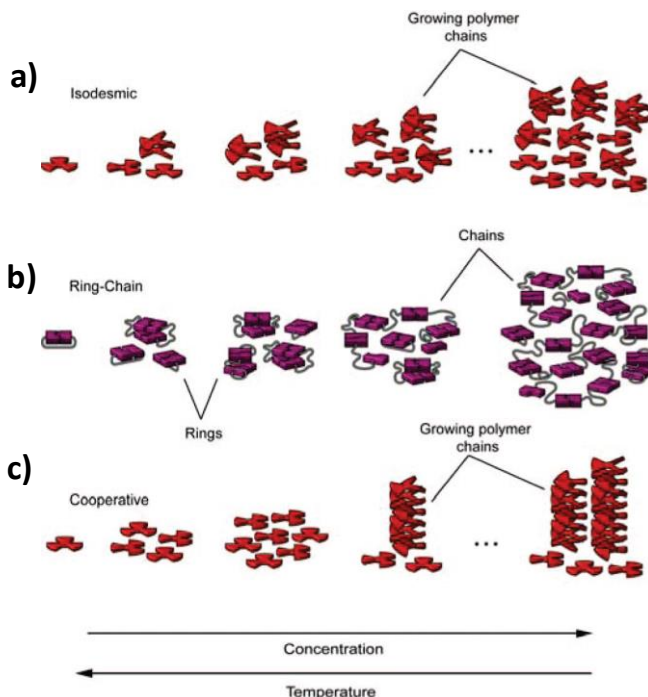 Growing polymer
chains
a)
Isodesmic
...
Chains
b)
Ring-Chain
Rings
Growing polymer
chains
c)
Cooperative
...
Concentration
Temperature